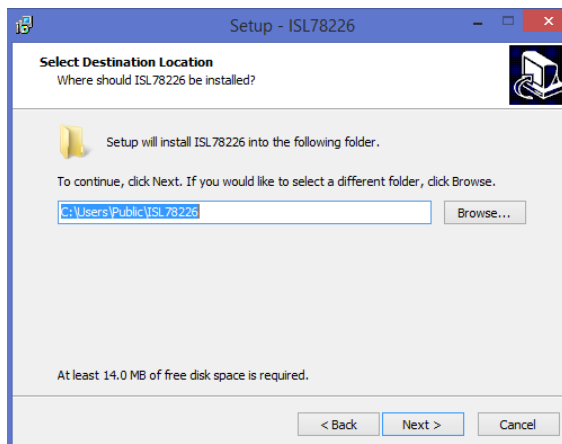 Setup - ISL78226
Select Destination Location
Where should ISL78226 be installed?
Setup will install ISL78226 into the following folder.
To continue, click Next. If you would like to select a different folder, click Browse.
C:\Users\Public\ISL78226
Browse...
At least 14.0 MB of free disk space is required.
< Back
Next >
Cancel